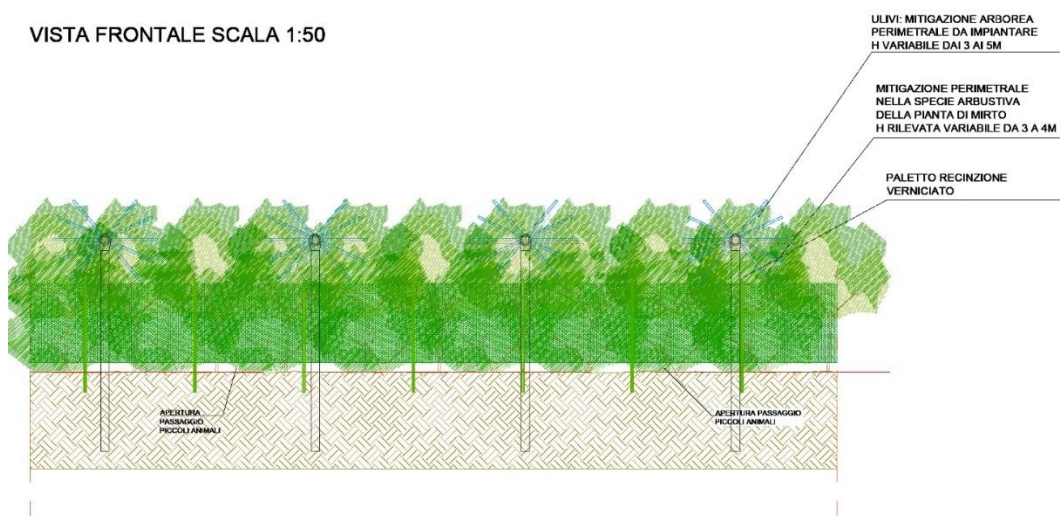 VISTA FRONTALE SCALA 1:50
ULIVI: MITIGAZIONE ARBOREA
PERIMETRALE DA IMPIANTARE
H VARIABILE DAI 3 AI 5M
MITIGAZIONE PERIMETRALE
NELLA SPECIE ARBUSTIVA
DELLA PIANTA DI MIRTO
H RILEVATA VARIABILE DA 3 A 4M
PALETTO RECINZIONE
VERNICIATO
APERTURA
PASSAGGIO
PICCOLI ANIMALI
APERTURA PASSAGGIO
PICCOLI ANIMALI